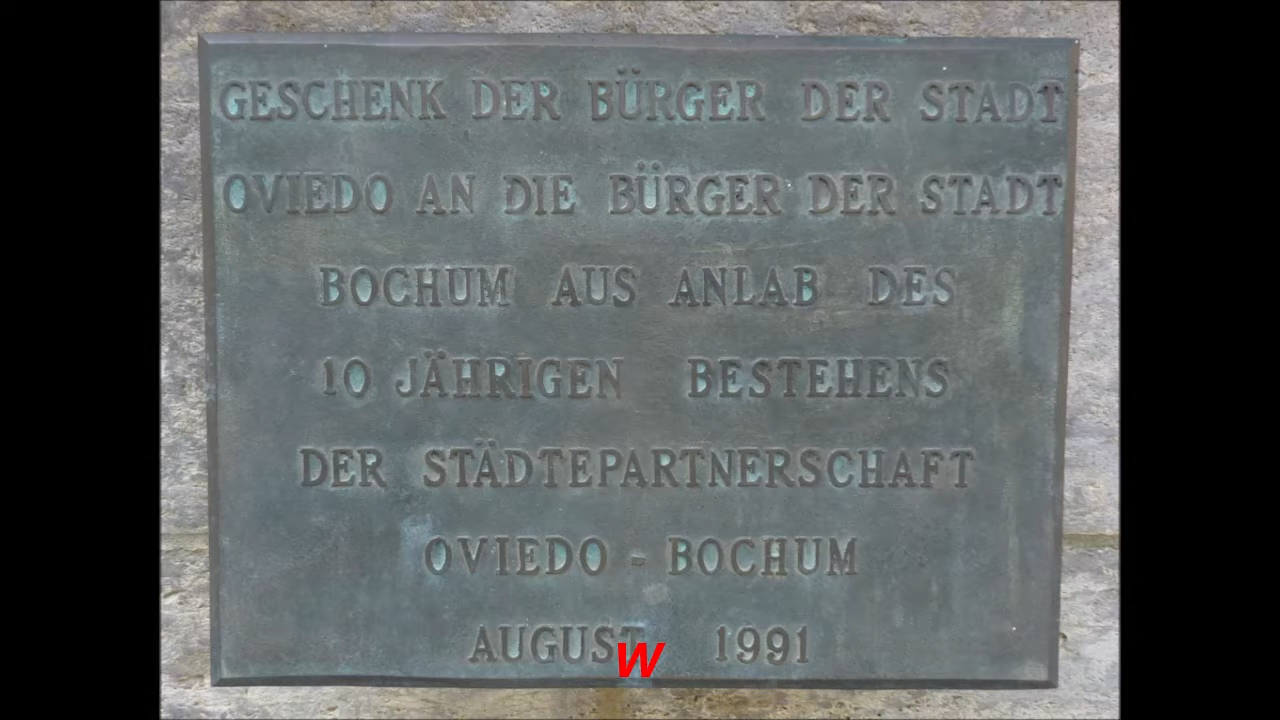 GESCHENK DER BÜRGER DER STADT
OVIEDO AN DIE BÜRGER DER STADT
BOCHUM AUS ANLAB DES
10 JÄHRIGEN BESTEHENS
DER STÄDTEPARTNERSCHAFT
OVIEDO - BOCHUM
AUGUST 1991
W